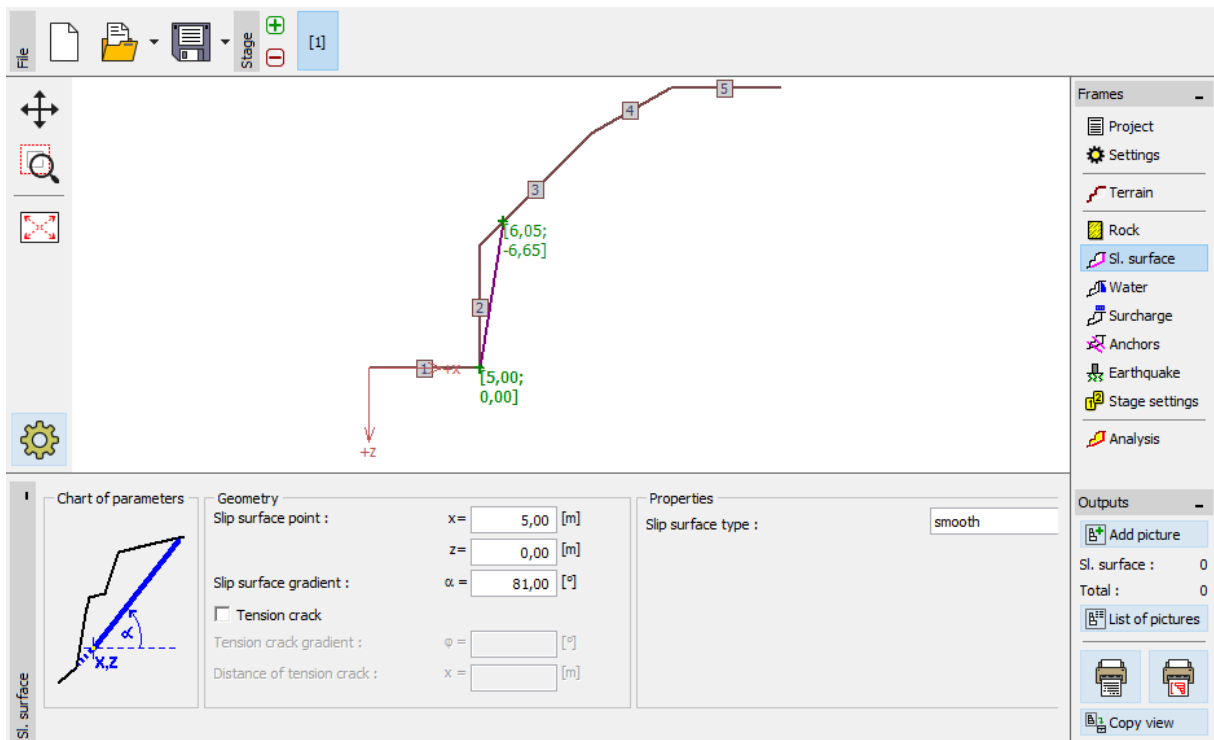 File
Stage
[1]
Frames
Project
Settings
Terrain
Rock
Sl. surface
Water
Surcharge
Anchors
Earthquake
Stage settings
Analysis
5
4
3
[6,05;
-6,65]
2
1
+x
[5,00;
0,00]
+z
Sl. surface
Chart of parameters
α
x,z
Geometry
Slip surface point :
x= 5,00 [m]
z= 0,00 [m]
Slip surface gradient : α = 81,00 [°]
Tension crack
Tension crack gradient : φ = [°]
Distance of tension crack : x = [m]
Properties
Slip surface type : smooth
Outputs
Add picture
Sl. surface : 0
Total : 0
List of pictures
Copy view